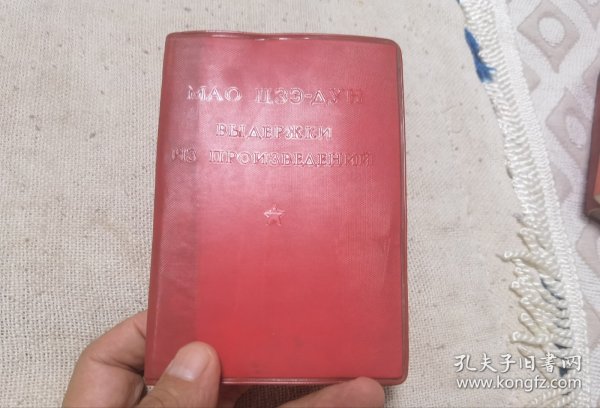 МАО ЦЗЭ-ДУН
ВЫДЕРЖКИ
ИЗ ПРОИЗВЕДЕНИЙ
孔夫子旧书网
www.kongfz.com